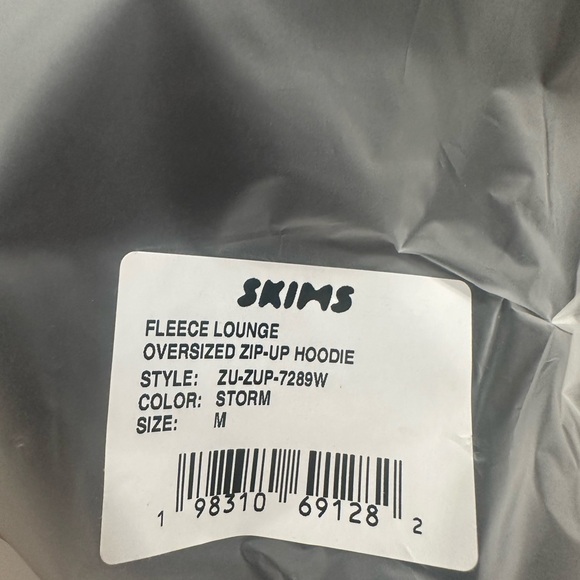 SKIMS
FLEECE LOUNGE
OVERSIZED ZIP-UP HOODIE
STYLE: ZU-ZUP-7289W
COLOR: STORM
SIZE: M
1 98310 69128 2